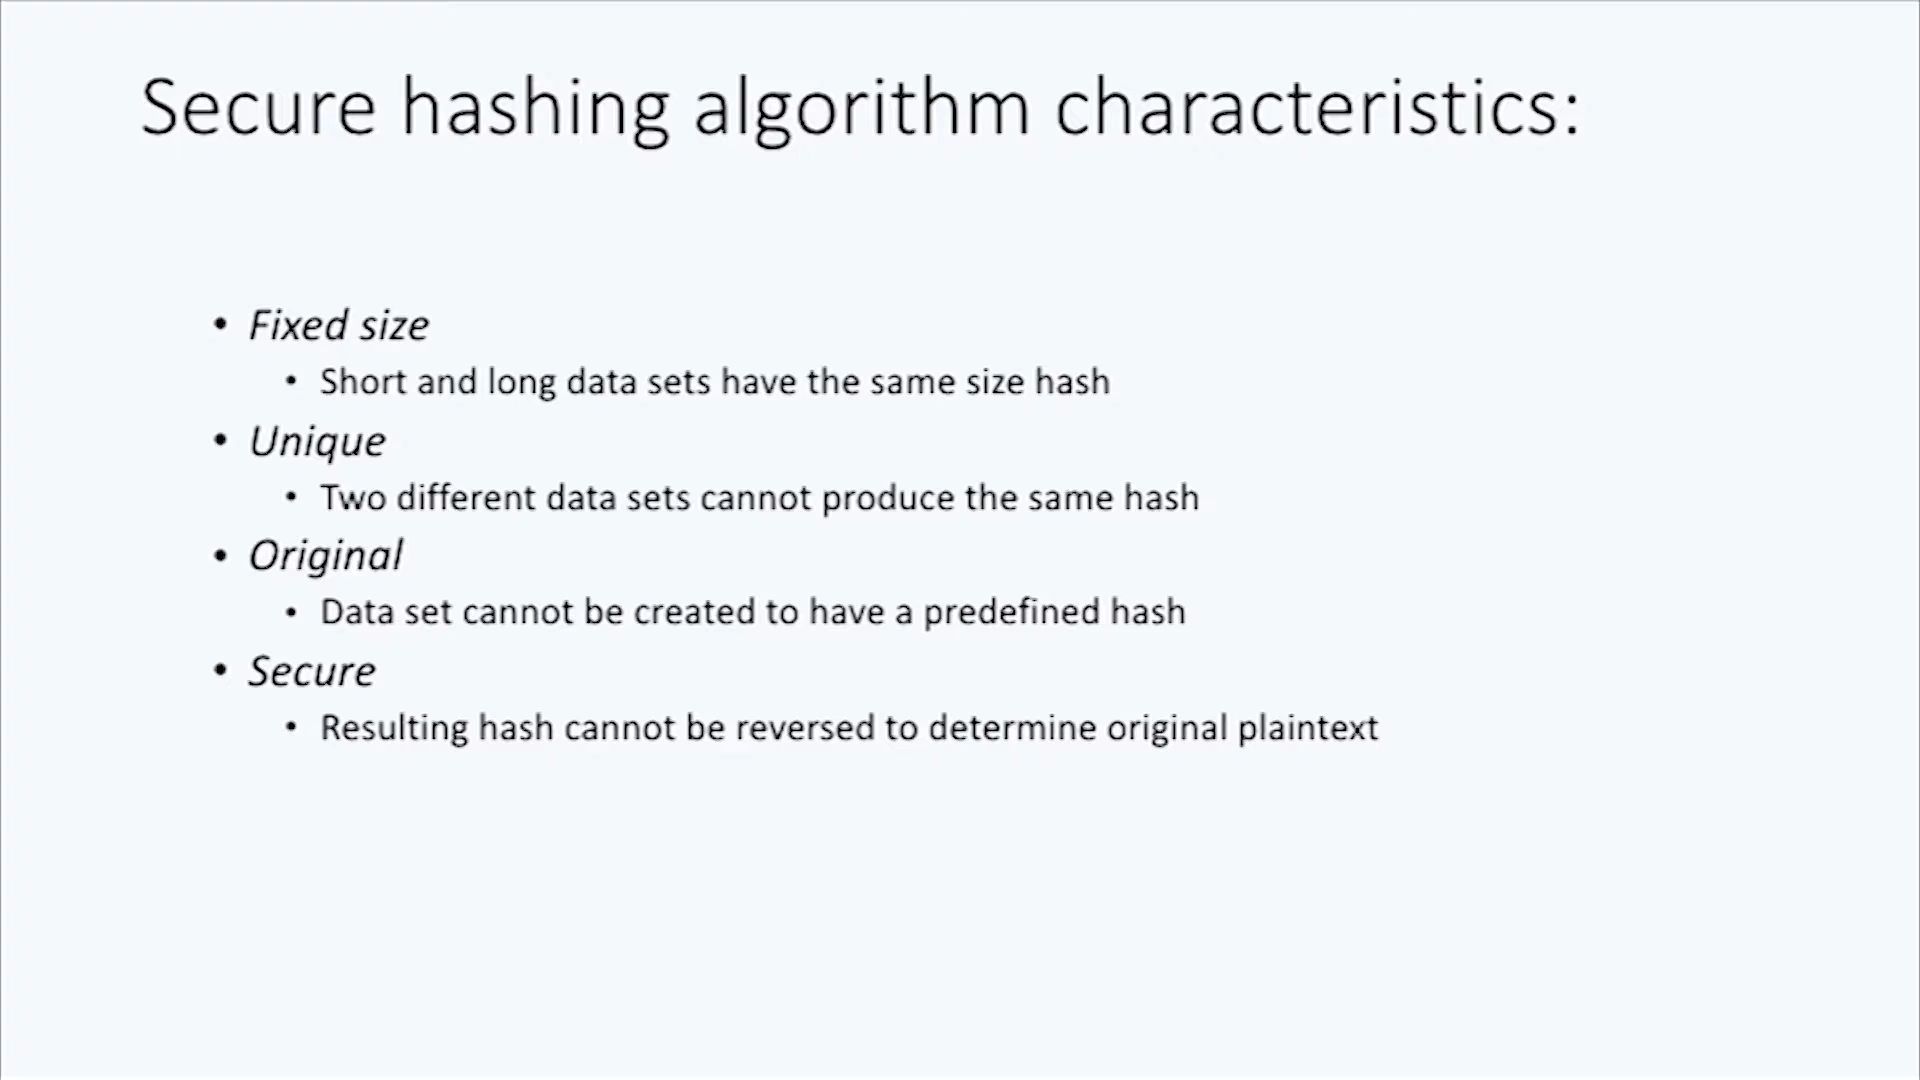 Secure hashing algorithm characteristics:
• Fixed size
• Short and long data sets have the same size hash
• Unique
• Two different data sets cannot produce the same hash
• Original
• Data set cannot be created to have a predefined hash
• Secure
• Resulting hash cannot be reversed to determine original plaintext